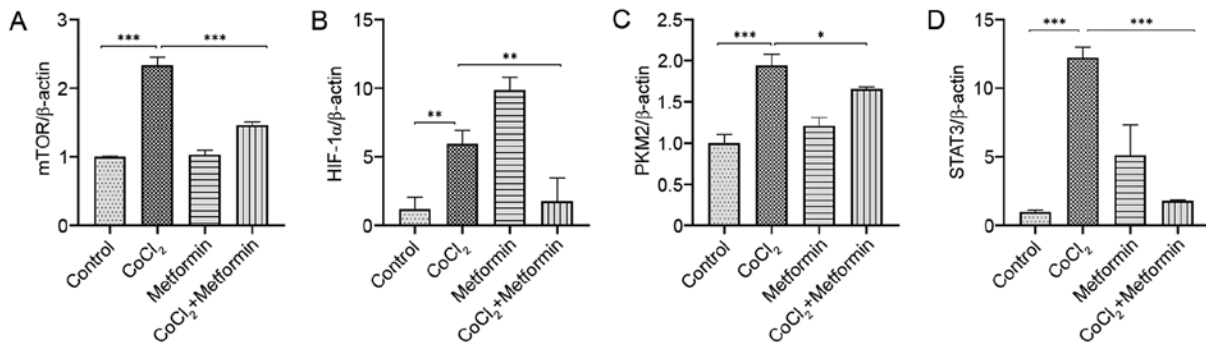 A
mTOR/β-actin
3
2
1
0
***
***
Control
CoCl₂
Metformin
CoCl₂+Metformin
B
HIF-1α/β-actin
15
10
5
0
**
**
Control
CoCl₂
Metformin
CoCl₂+Metformin
C
PKM2/β-actin
2.5
2.0
1.5
1.0
0.5
0.0
***
*
Control
CoCl₂
Metformin
CoCl₂+Metformin
D
STAT3/β-actin
15
10
5
0
***
***
Control
CoCl₂
Metformin
CoCl₂+Metformin